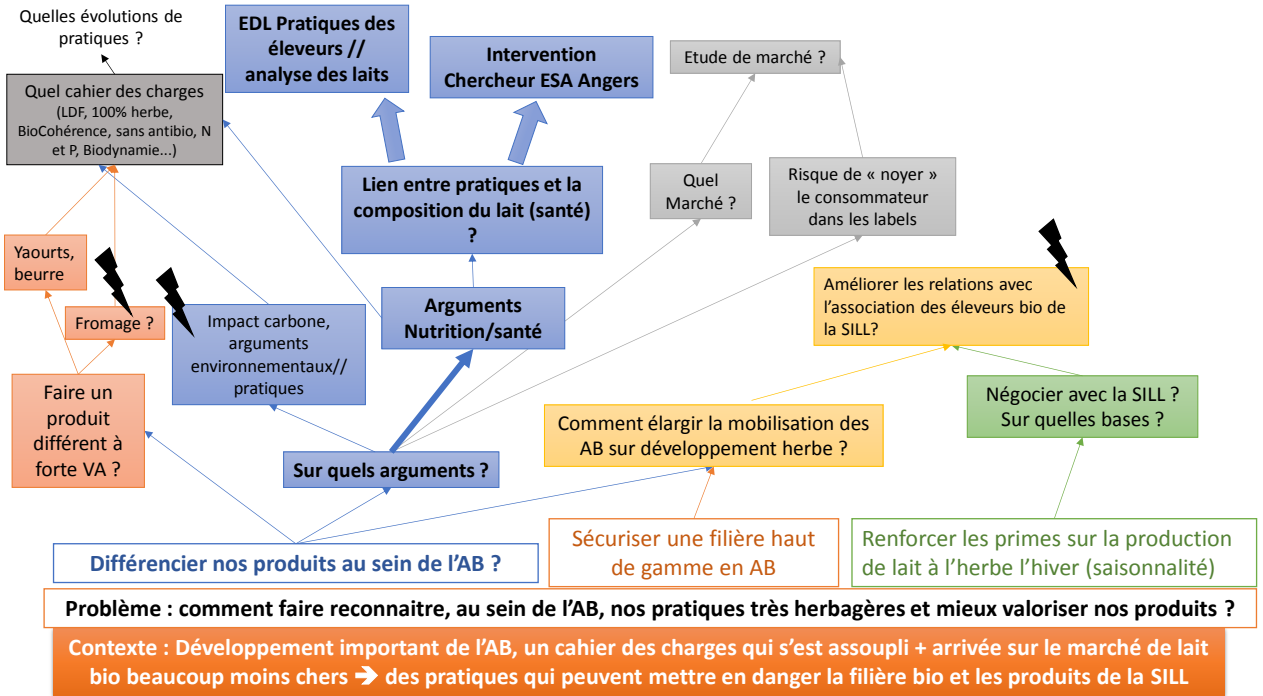 Quelles évolutions de
pratiques ?
EDL Pratiques des
éleveurs //
analyse des laits
Intervention
Chercheur ESA Angers
Etude de marché ?
Quel cahier des charges
(LDF, 100% herbe,
BioCohérence, sans antibio, N
et P, Biodynamie...)
Lien entre pratiques et la
composition du lait (santé)
?
Quel
Marché ?
Risque de « noyer »
le consommateur
dans les labels
Yaourts,
beurre
Fromage ?
Impact carbone,
arguments
environnementaux//
pratiques
Arguments
Nutrition/santé
Améliorer les relations avec
l’association des éleveurs bio de
la SILL?
Faire un
produit
différent à
forte VA ?
Sur quels arguments ?
Comment élargir la mobilisation des
AB sur développement herbe ?
Négocier avec la SILL ?
Sur quelles bases ?
Différencier nos produits au sein de l’AB ?
Sécuriser une filière haut
de gamme en AB
Renforcer les primes sur la production
de lait à l’herbe l’hiver (saisonnalité)
Problème : comment faire reconnaitre, au sein de l’AB, nos pratiques très herbagères et mieux valoriser nos produits ?
Contexte : Développement important de l’AB, un cahier des charges qui s’est assoupli + arrivée sur le marché de lait
bio beaucoup moins chers ➔ des pratiques qui peuvent mettre en danger la filière bio et les produits de la SILL